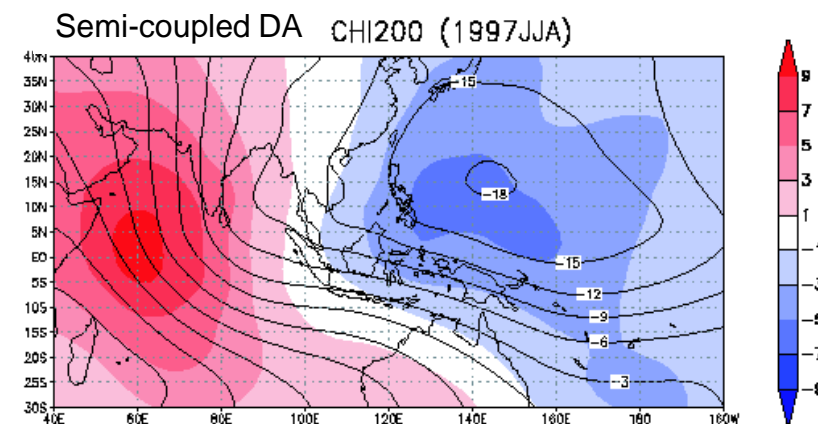 Semi-coupled DA CHI200 (1997JJA)
40N
35N
30N
25N
20N
15N
10N
5N
EQ
5S
10S
15S
20S
25S
30S
40E 60E 80E 100E 120E 140E 160E 180 160W
-15
-18
-15
-12
-9
-6
-3
9
7
5
3
1